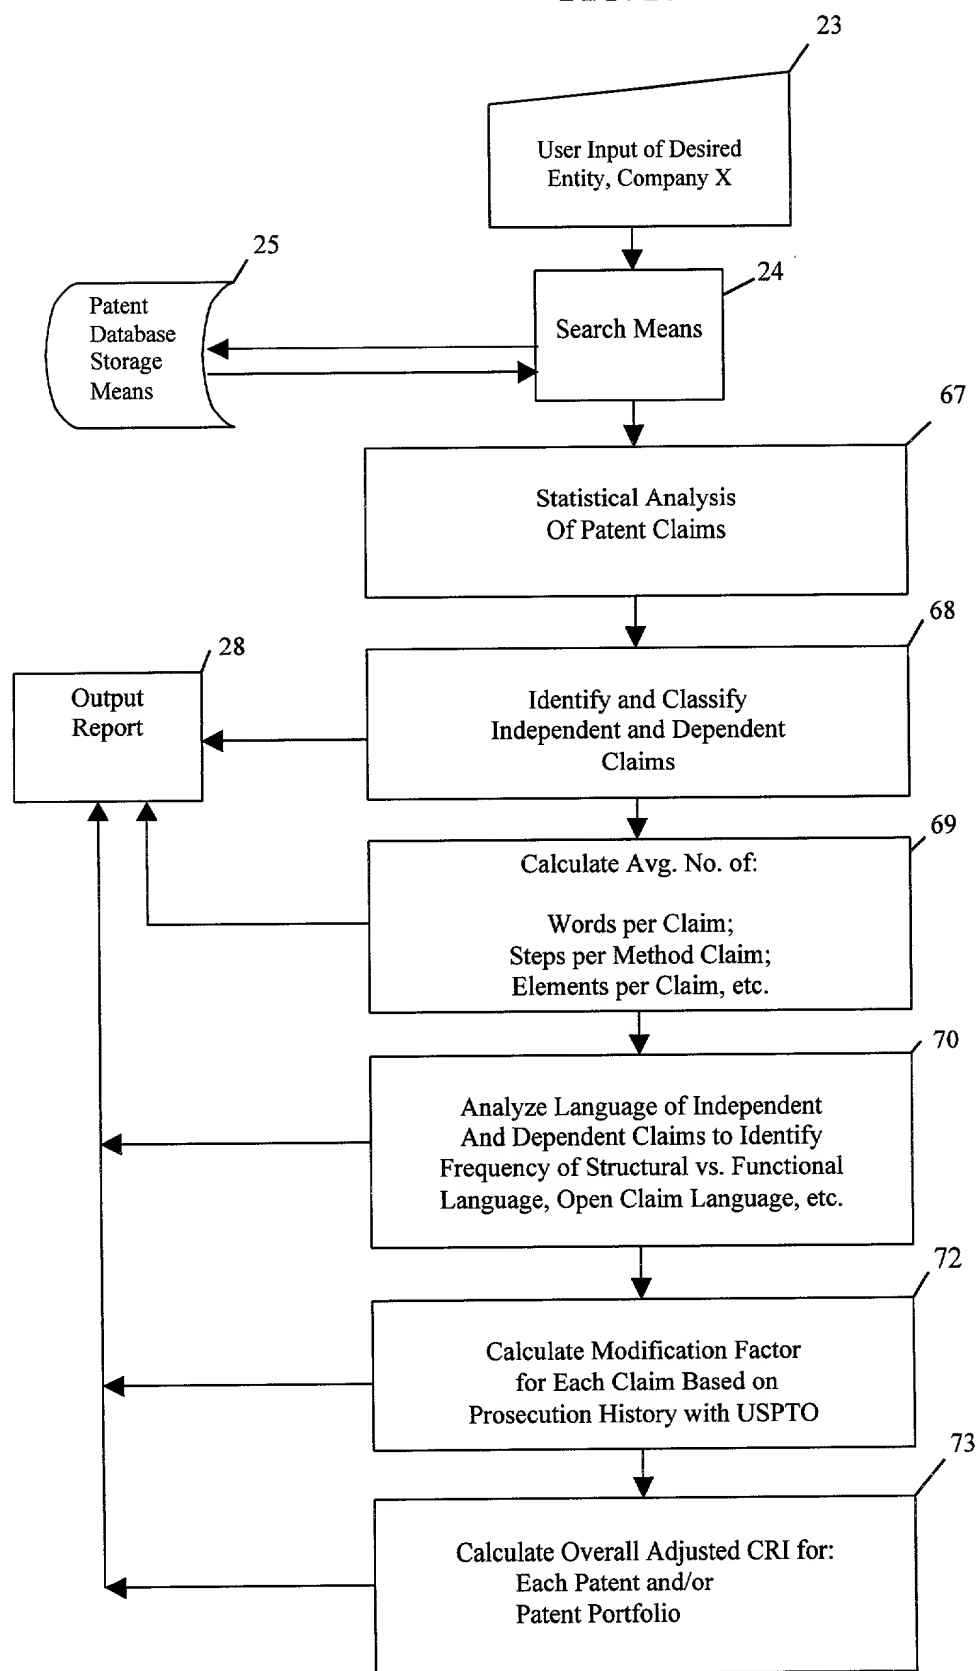 23
User Input of Desired
Entity, Company X
25
24
Patent
Database
Storage
Means
Search Means
67
Statistical Analysis
Of Patent Claims
68
28
Output
Report
Identify and Classify
Independent and Dependent
Claims
69
Calculate Avg. No. of:
Words per Claim;
Steps per Method Claim;
Elements per Claim, etc.
70
Analyze Language of Independent
And Dependent Claims to Identify
Frequency of Structural vs. Functional
Language, Open Claim Language, etc.
72
Calculate Modification Factor
for Each Claim Based on
Prosecution History with USPTO
73
Calculate Overall Adjusted CRI for:
Each Patent and/or
Patent Portfolio